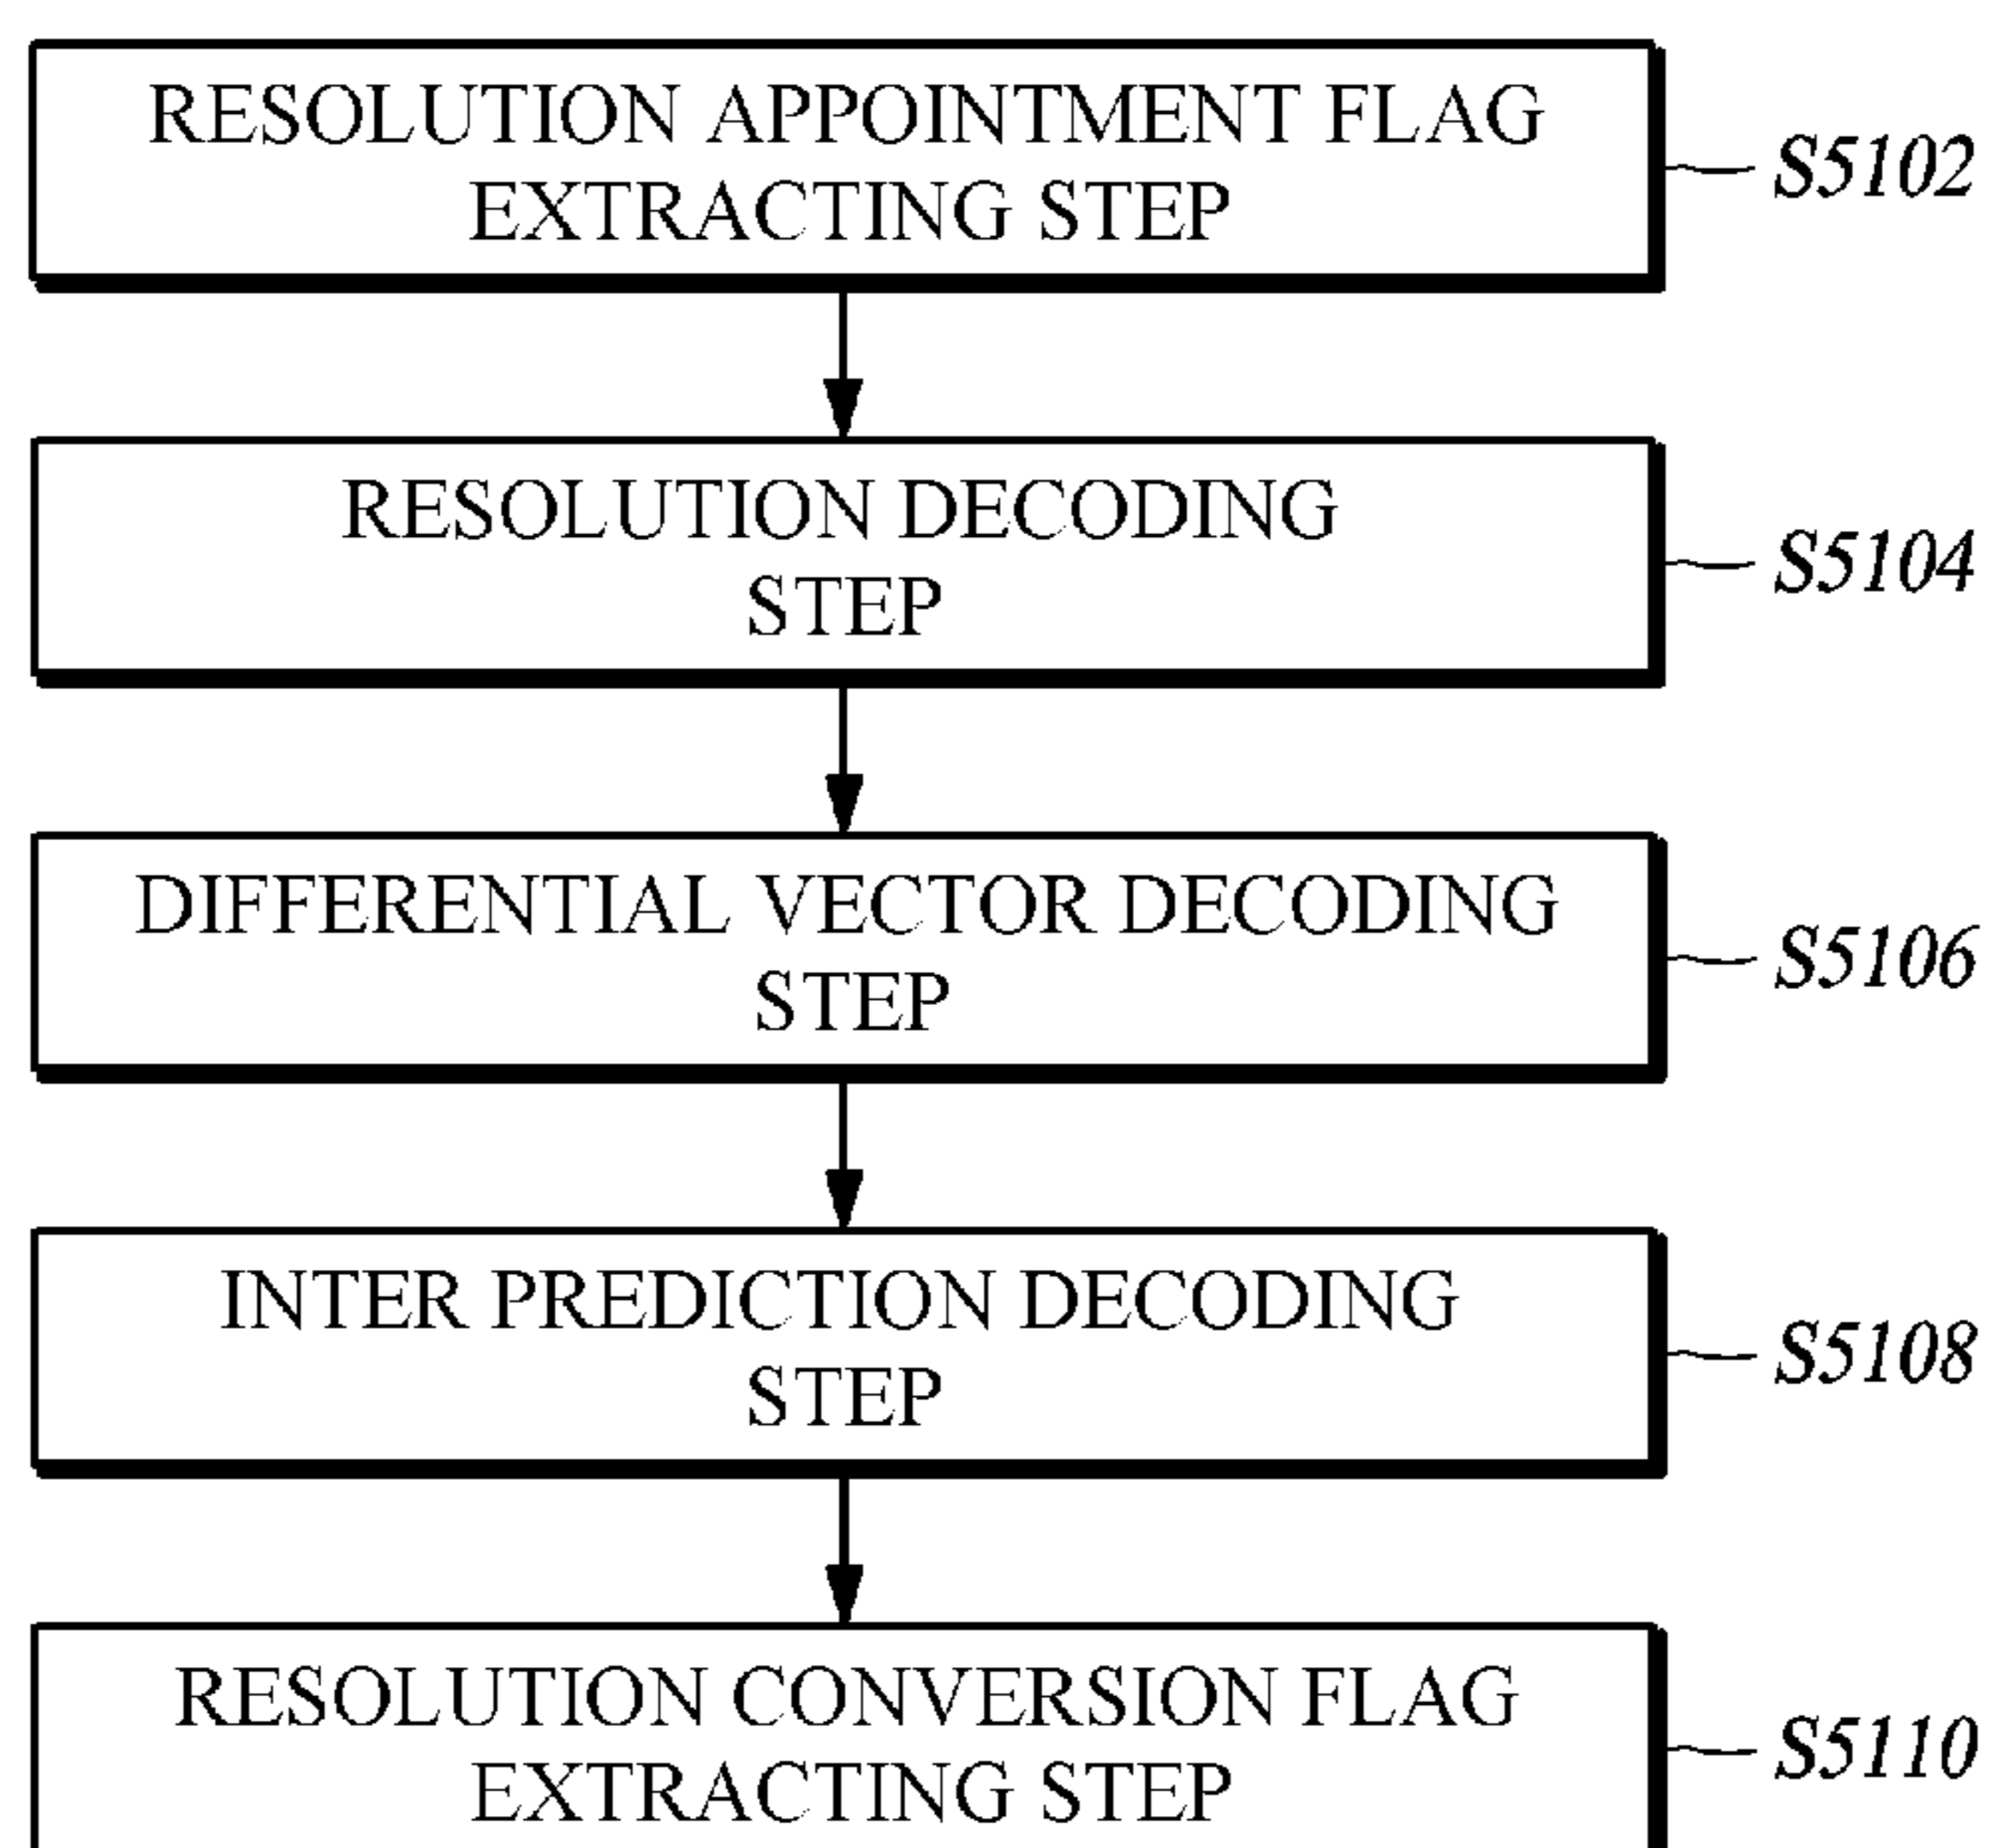 RESOLUTION APPOINTMENT FLAG
EXTRACTING STEP
S5102
RESOLUTION DECODING
STEP
S5104
DIFFERENTIAL VECTOR DECODING
STEP
S5106
INTER PREDICTION DECODING
STEP
S5108
RESOLUTION CONVERSION FLAG
EXTRACTING STEP
S5110